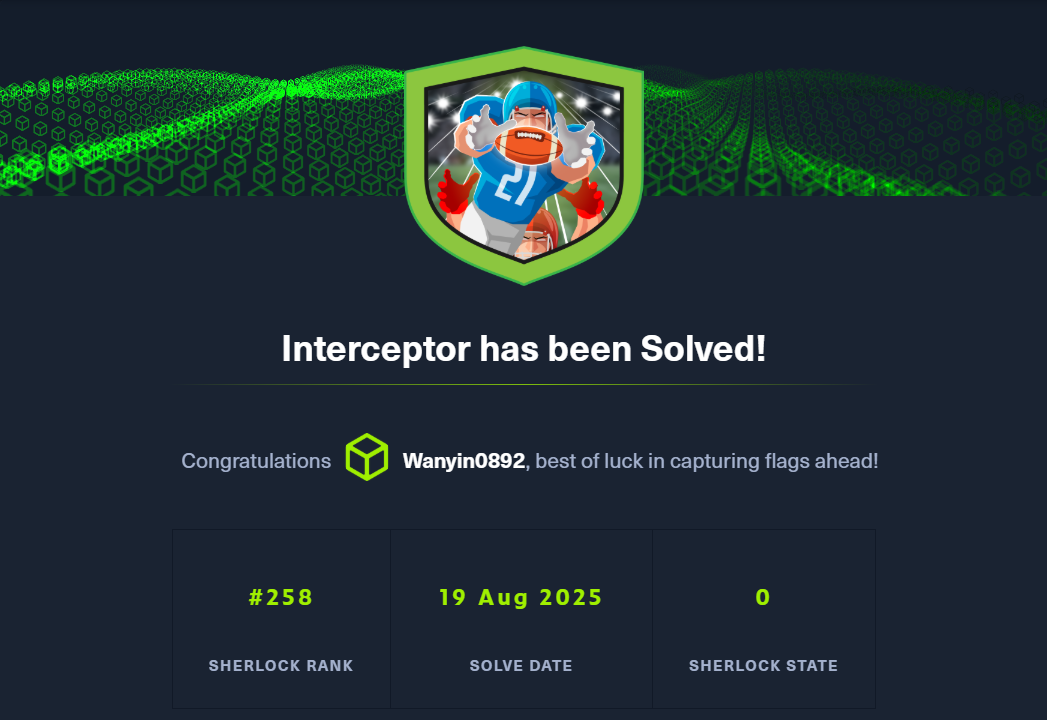 21
Interceptor has been Solved!
Congratulations Wanyin0892, best of luck in capturing flags ahead!
#258
19 Aug 2025
0
SHERLOCK RANK
SOLVE DATE
SHERLOCK STATE